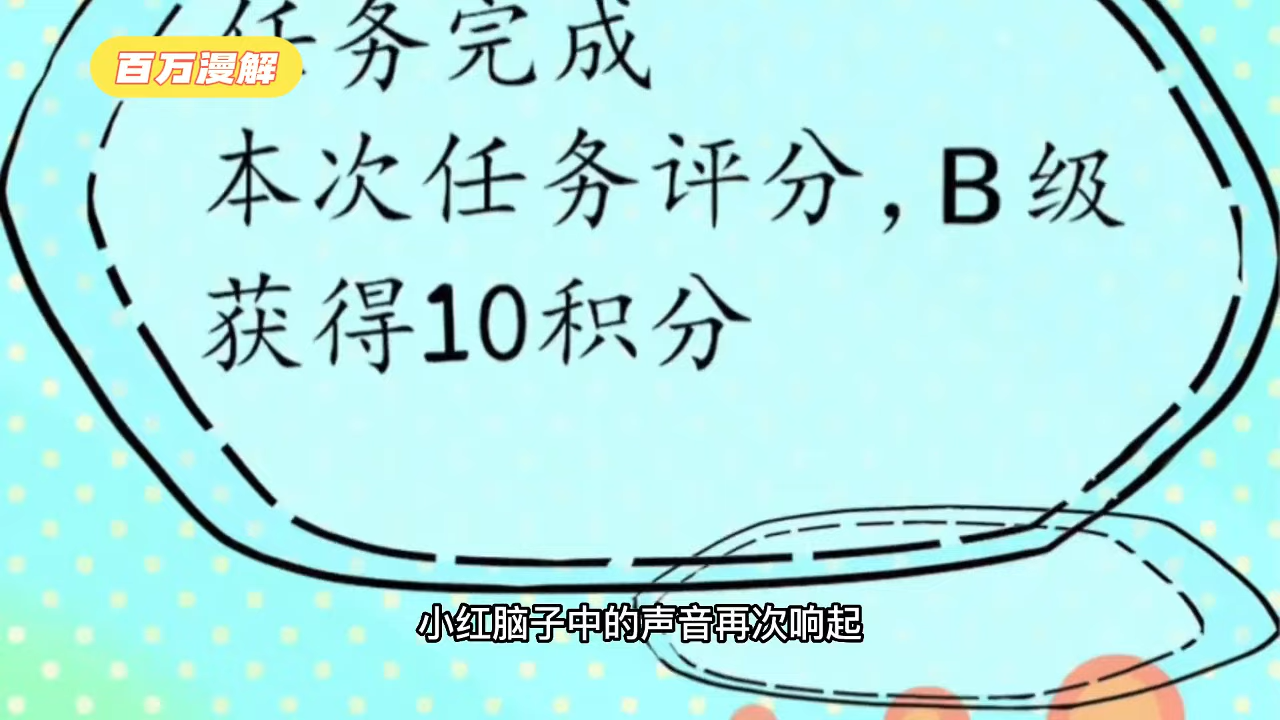 百万漫解
任务完成
本次任务评分,B级
获得10积分
小红脑子中的声音再次响起